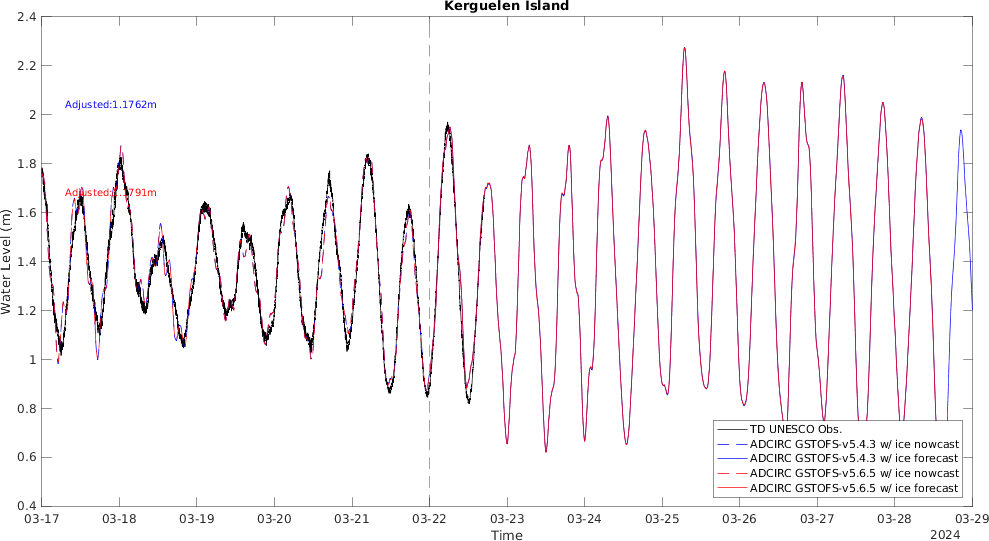 Kerguelen Island
2.4
2.2
2
1.8
1.6
1.4
1.2
1
0.8
0.6
0.4
Water Level (m)
Adjusted:1.1762m
Adjusted:1.1791m
TD UNESCO Obs.
ADCIRC GSTOFS-v5.4.3 w/ ice nowcast
ADCIRC GSTOFS-v5.4.3 w/ ice forecast
ADCIRC GSTOFS-v5.6.5 w/ ice nowcast
ADCIRC GSTOFS-v5.6.5 w/ ice forecast
03-17 03-18 03-19 03-20 03-21 03-22 03-23 03-24 03-25 03-26 03-27 03-28 03-29
Time
2024